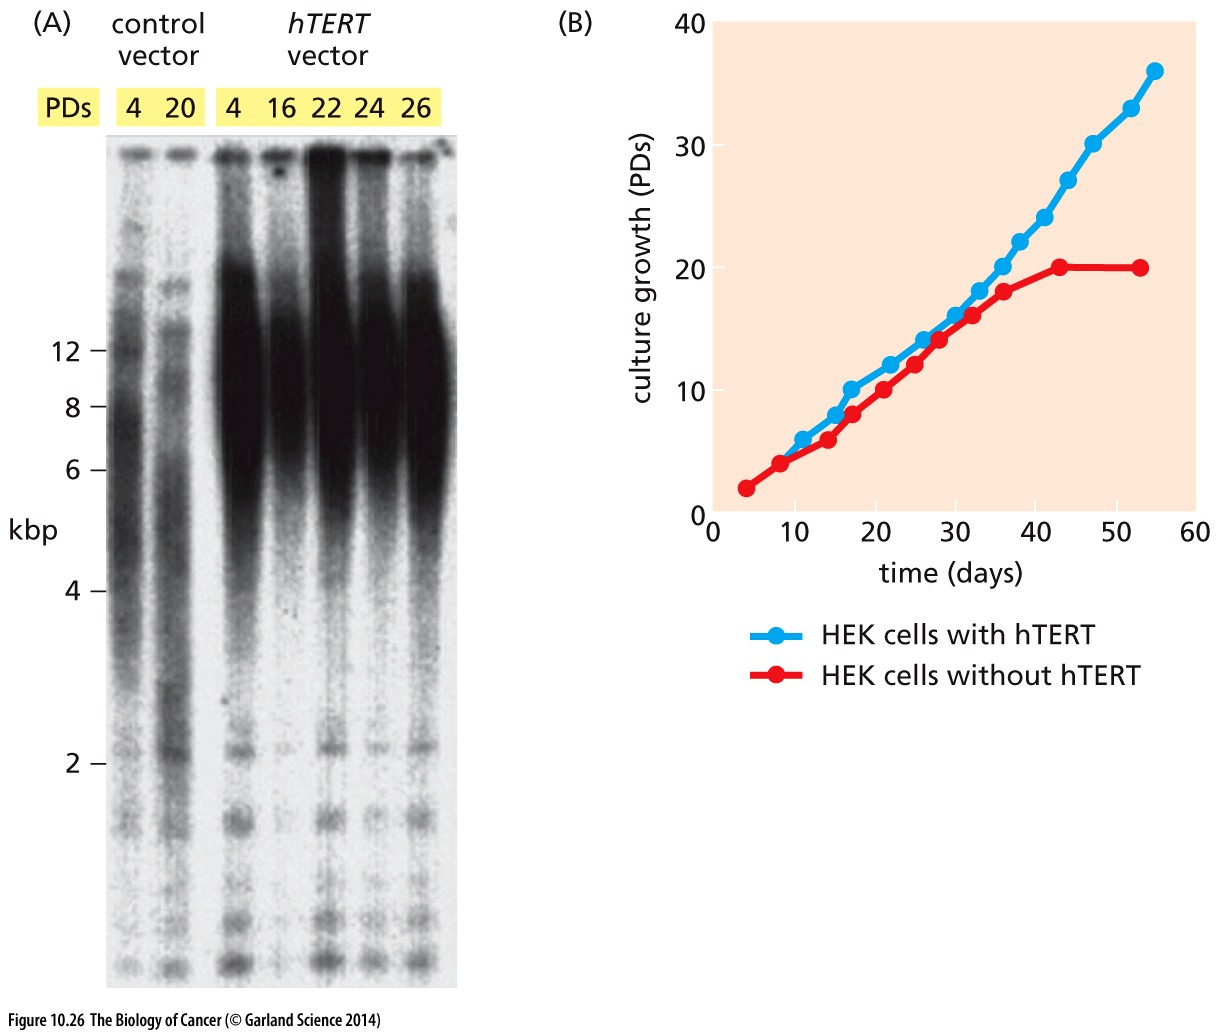 (A)
control
vector
hTERT
vector
PDs 4 20 4 16 22 24 26
12
8
6
kbp
4
2
(B)
culture growth (PDs)
40
30
20
10
0
0 10 20 30 40 50 60
time (days)
HEK cells with hTERT
HEK cells without hTERT
Figure 10.26 The Biology of Cancer (© Garland Science 2014)